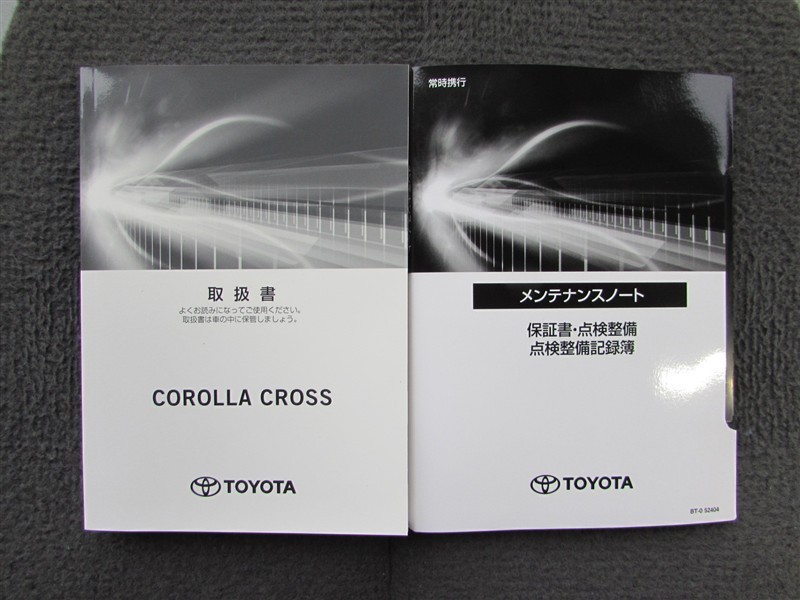 取扱書
よくお読みになってご使用ください。
取扱書は車の中に保管しましょう。
COROLLA CROSS
TOYOTA
常時携行
メンテナンスノート
保証書・点検整備
点検整備記録簿
TOYOTA
BT-0 52404